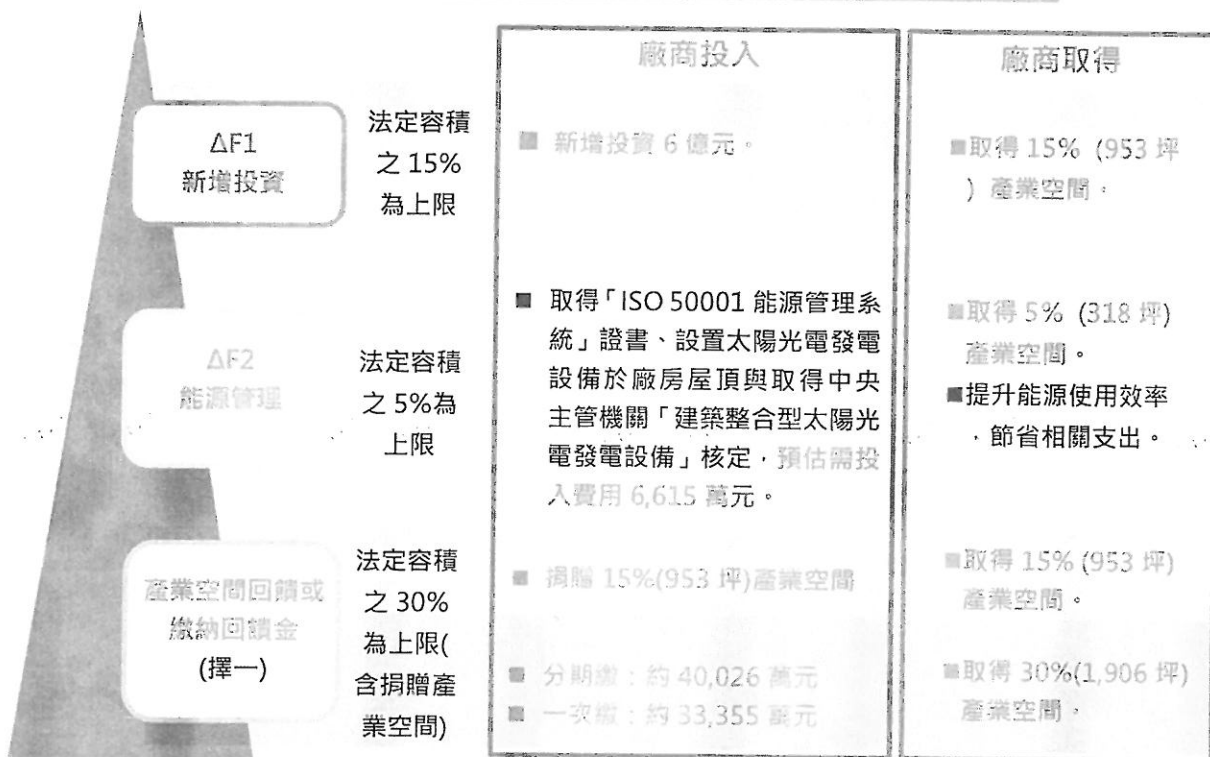 廠商投入
廠商取得
ΔF1
新增投資
法定容積
之 15%
為上限
■ 新增投資 6 億元。
■取得 15% (953 坪
) 產業空間。
ΔF2
能源管理
法定容積
之 5%為
上限
■ 取得「ISO 50001 能源管理系
統」證書、設置太陽光電發電
設備於廠房屋頂與取得中央
主管機關「建築整合型太陽光
電發電設備」核定，預估需投
入費用 6,615 萬元。
■取得 5% (318 坪)
產業空間。
■提升能源使用效率
，節省相關支出。
產業空間回饋或
繳納回饋金
(擇一)
法定容積
之 30%
為上限(
含捐贈產
業空間)
■ 捐贈 15%(953 坪)產業空間
■ 分期繳：約 40,026 萬元
■ 一次繳：約 33,355 萬元
■取得 15% (953 坪)
產業空間。
■取得 30%(1,906 坪)
產業空間。